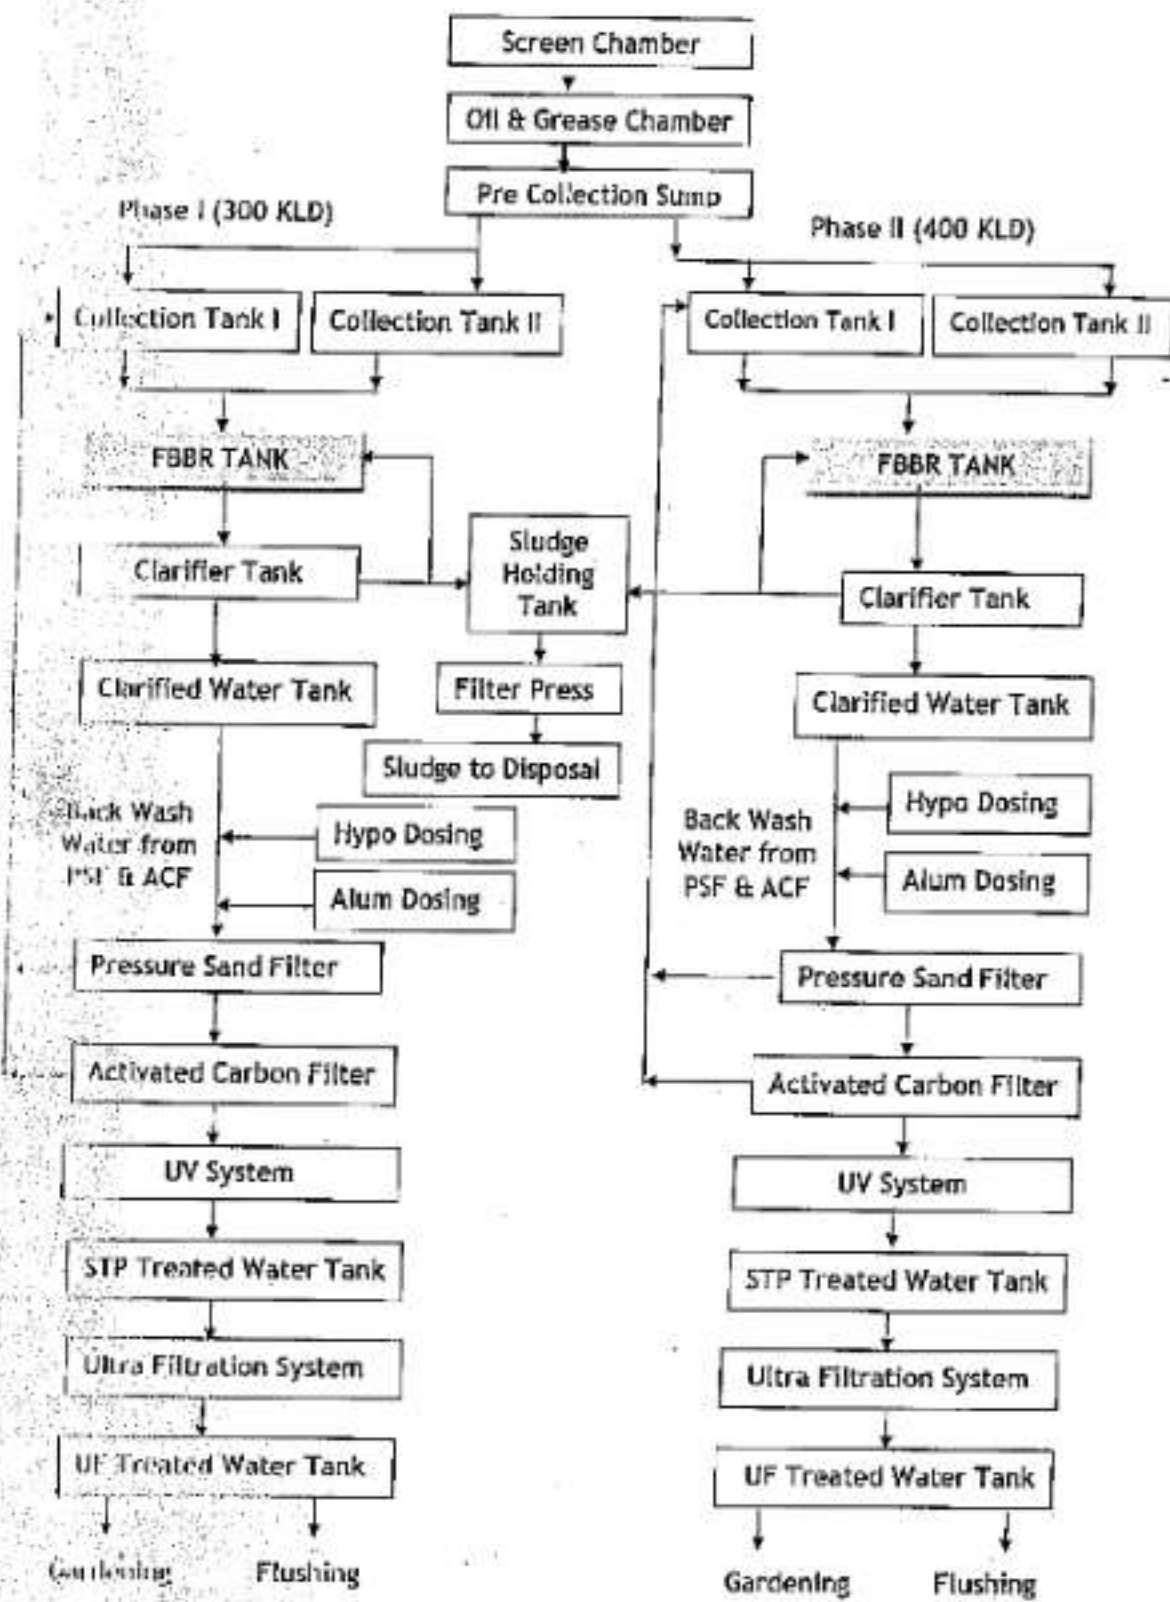 Screen Chamber
Oil & Grease Chamber
Pre Collection Sump
Phase I (300 KLD)
Collection Tank I
Collection Tank II
FBBR TANK
Clarifier Tank
Clarified Water Tank
Back Wash
Water from
PSF & ACF
Hypo Dosing
Alum Dosing
Pressure Sand Filter
Activated Carbon Filter
UV System
STP Treated Water Tank
Ultra Filtration System
UF Treated Water Tank
Gardening
Flushing
Sludge
Holding
Tank
Filter Press
Sludge to Disposal
Phase II (400 KLD)
Collection Tank I
Collection Tank II
FBBR TANK
Clarifier Tank
Clarified Water Tank
Back Wash
Water from
PSF & ACF
Hypo Dosing
Alum Dosing
Pressure Sand Filter
Activated Carbon Filter
UV System
STP Treated Water Tank
Ultra Filtration System
UF Treated Water Tank
Gardening
Flushing